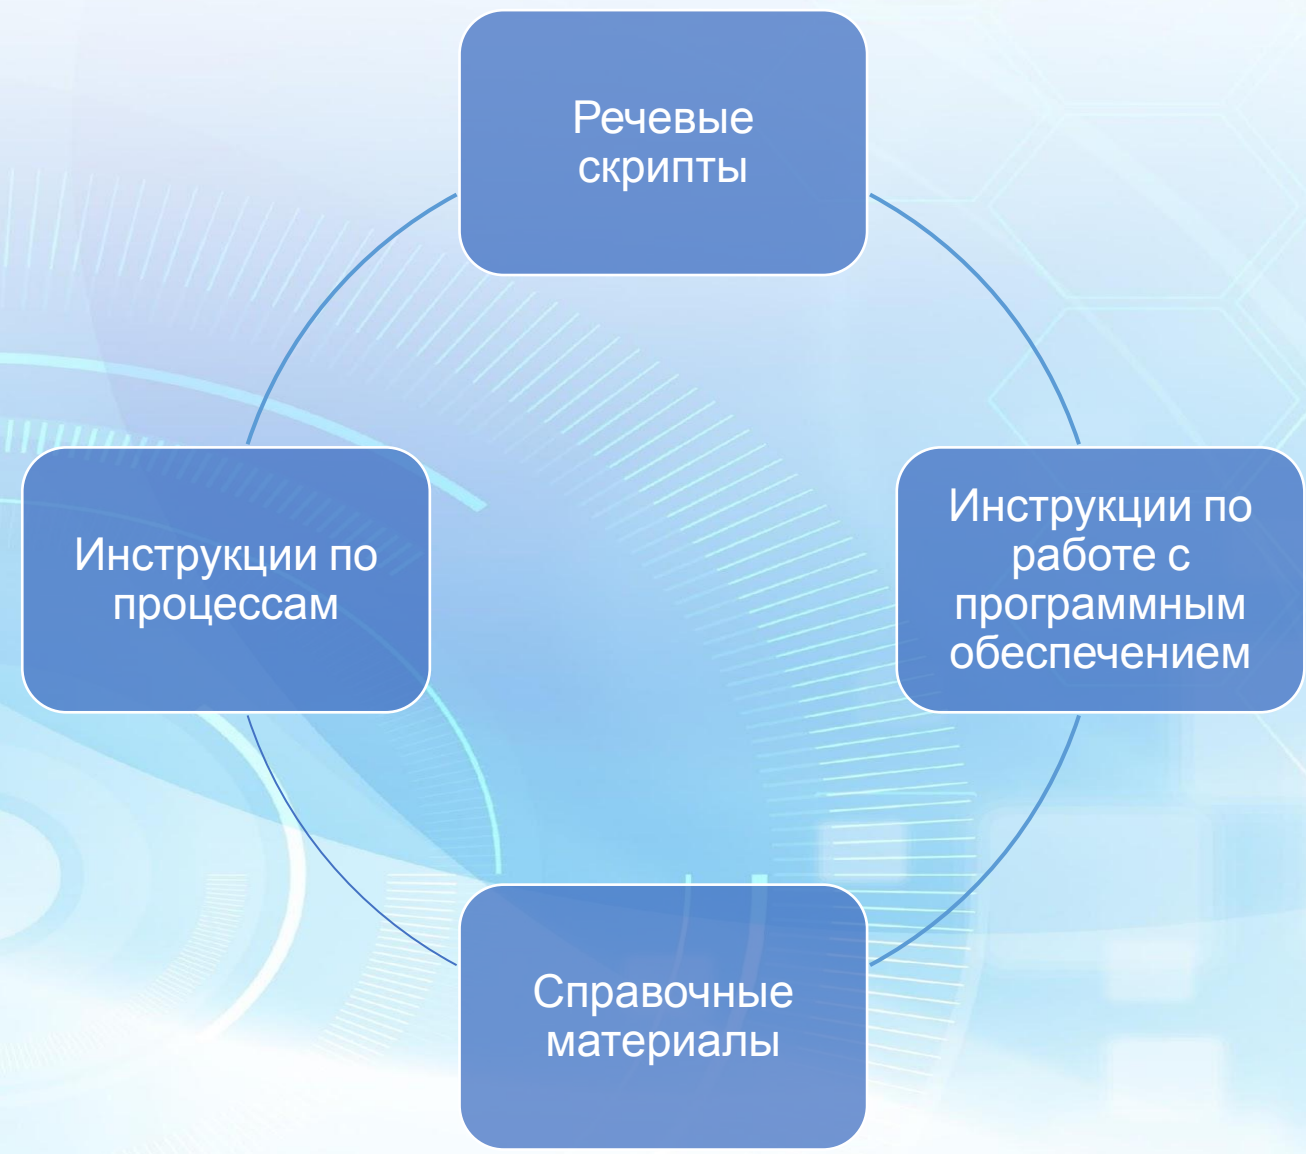 Речевые
скрипты
Инструкции по
процессам
Инструкции по
работе с
программным
обеспечением
Справочные
материалы